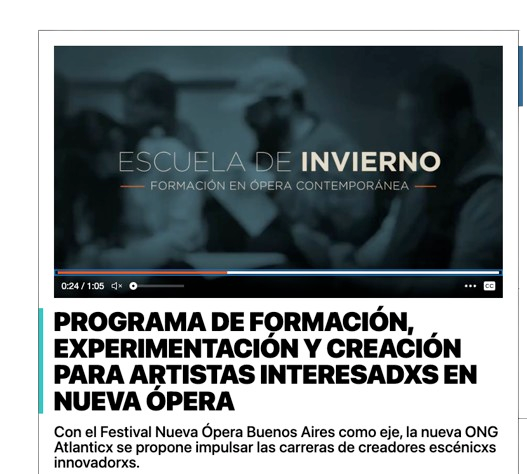 ESCUELA DE INVIERNO
FORMACIÓN EN ÓPERA CONTEMPORÁNEA
0:24 / 1:05
CC
PROGRAMA DE FORMACIÓN,
EXPERIMENTACIÓN Y CREACIÓN
PARA ARTISTAS INTERESADXS EN
NUEVA ÓPERA
Con el Festival Nueva Ópera Buenos Aires como eje, la nueva ONG
Atlanticx se propone impulsar las carreras de creadores escénicxs
innovadorxs.